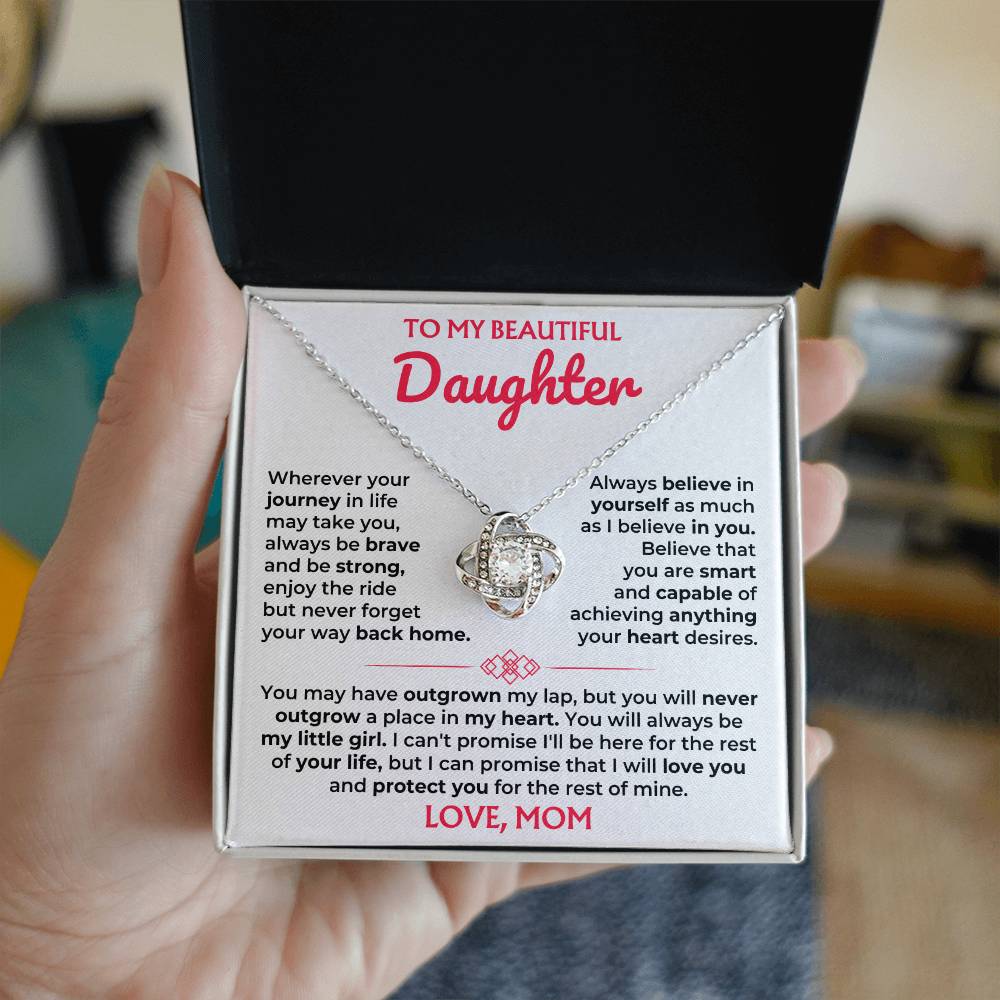 TO MY BEAUTIFUL
Daughter
Wherever your
journey in life
may take you,
always be brave
and be strong,
enjoy the ride
but never forget
your way back home.
Always believe in
yourself as much
as I believe in you.
Believe that
you are smart
and capable of
achieving anything
your heart desires.
You may have outgrown my lap, but you will never
outgrow a place in my heart. You will always be
my little girl. I can't promise I'll be here for the rest
of your life, but I can promise that I will love you
and protect you for the rest of mine.
LOVE, MOM